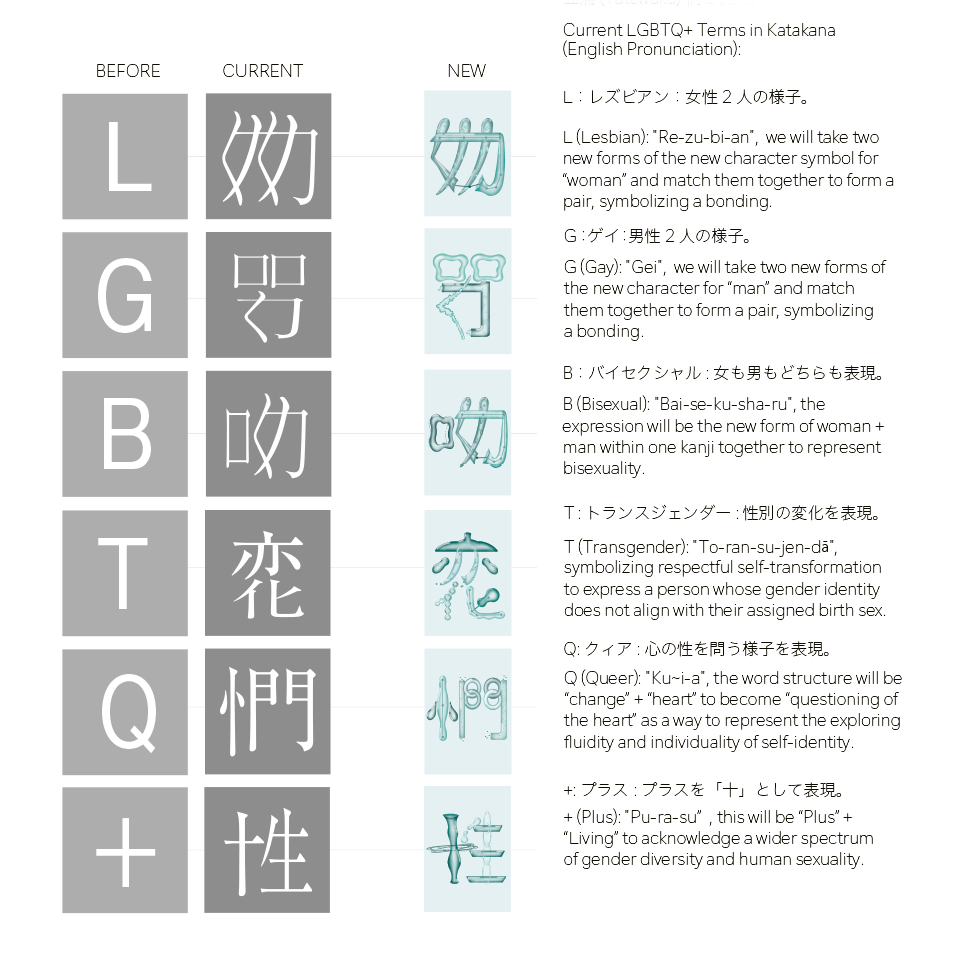 Current LGBTQ+ Terms in Katakana
(English Pronunciation):
BEFORE
CURRENT
NEW
L
L：レズビアン：女性 2 人の様子。
L (Lesbian): "Re-zu-bi-an", we will take two
new forms of the new character symbol for
“woman” and match them together to form a
pair, symbolizing a bonding.
G
G :ゲイ:男性 2 人の様子。
G (Gay): "Gei", we will take two new forms of
the new character for “man” and match
them together to form a pair, symbolizing
a bonding.
B
B：バイセクシャル : 女も男もどちらも表現。
B (Bisexual): "Bai-se-ku-sha-ru", the
expression will be the new form of woman +
man within one kanji together to represent
bisexuality.
T
T : トランスジェンダー : 性別の変化を表現。
T (Transgender): "To-ran-su-jen-dā",
symbolizing respectful self-transformation
to express a person whose gender identity
does not align with their assigned birth sex.
Q
Q: クィア : 心の性を問う様子を表現。
Q (Queer): "Ku~i-a", the word structure will be
“change” + “heart” to become “questioning of
the heart” as a way to represent the exploring
fluidity and individuality of self-identity.
+
+: プラス : プラスを「十」として表現。
+ (Plus): "Pu-ra-su” , this will be “Plus” +
“Living” to acknowledge a wider spectrum
of gender diversity and human sexuality.